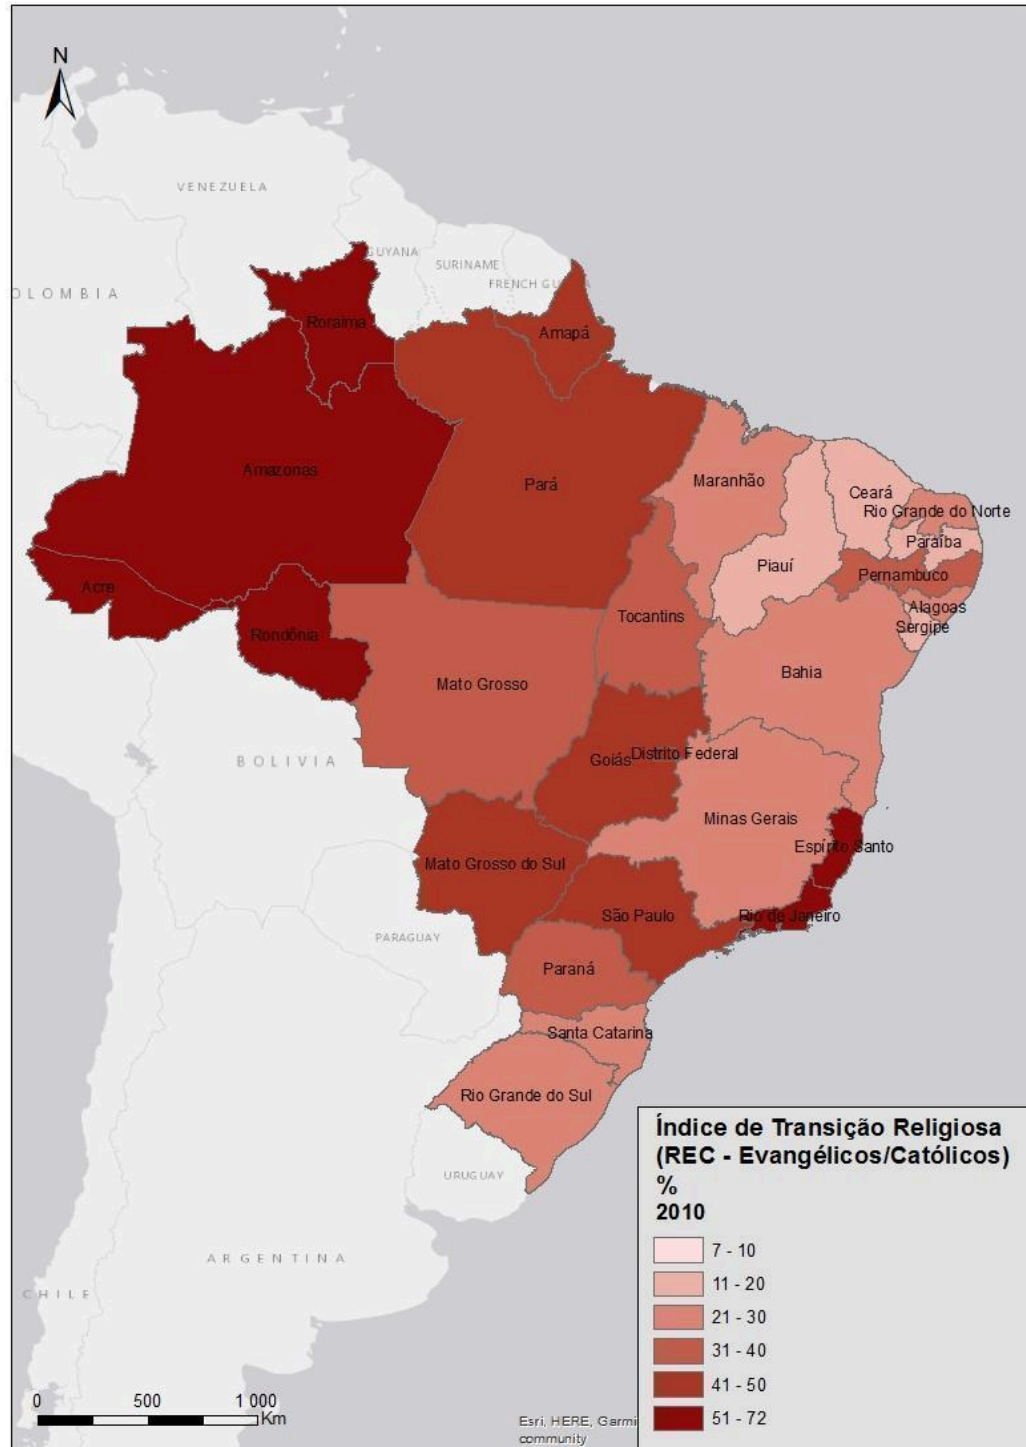 N
VENEZUELA
GUYANA
SURINAME
FRENCH GU
OLOMBIA
Roraima
Amapá
Amazonas
Pará
Maranhão
Ceará
Rio Grande do Norte
Paraíba
Piauí
Pernambuco
Acre
Alagoas
Tocantins
Sergipe
Rondônia
Bahia
Mato Grosso
BOLIVIA
Goiás
Distrito Federal
Minas Gerais
Espírito Santo
Mato Grosso do Sul
São Paulo
Rio de Janeiro
PARAGUAY
Paraná
Santa Catarina
Rio Grande do Sul
URUGUAY
ARGENTINA
CHILE
Índice de Transição Religiosa
(REC - Evangélicos/Católicos)
%
2010
7 - 10
11 - 20
21 - 30
31 - 40
41 - 50
51 - 72
0 500 1 000
Km
Esri, HERE, Garmi
community